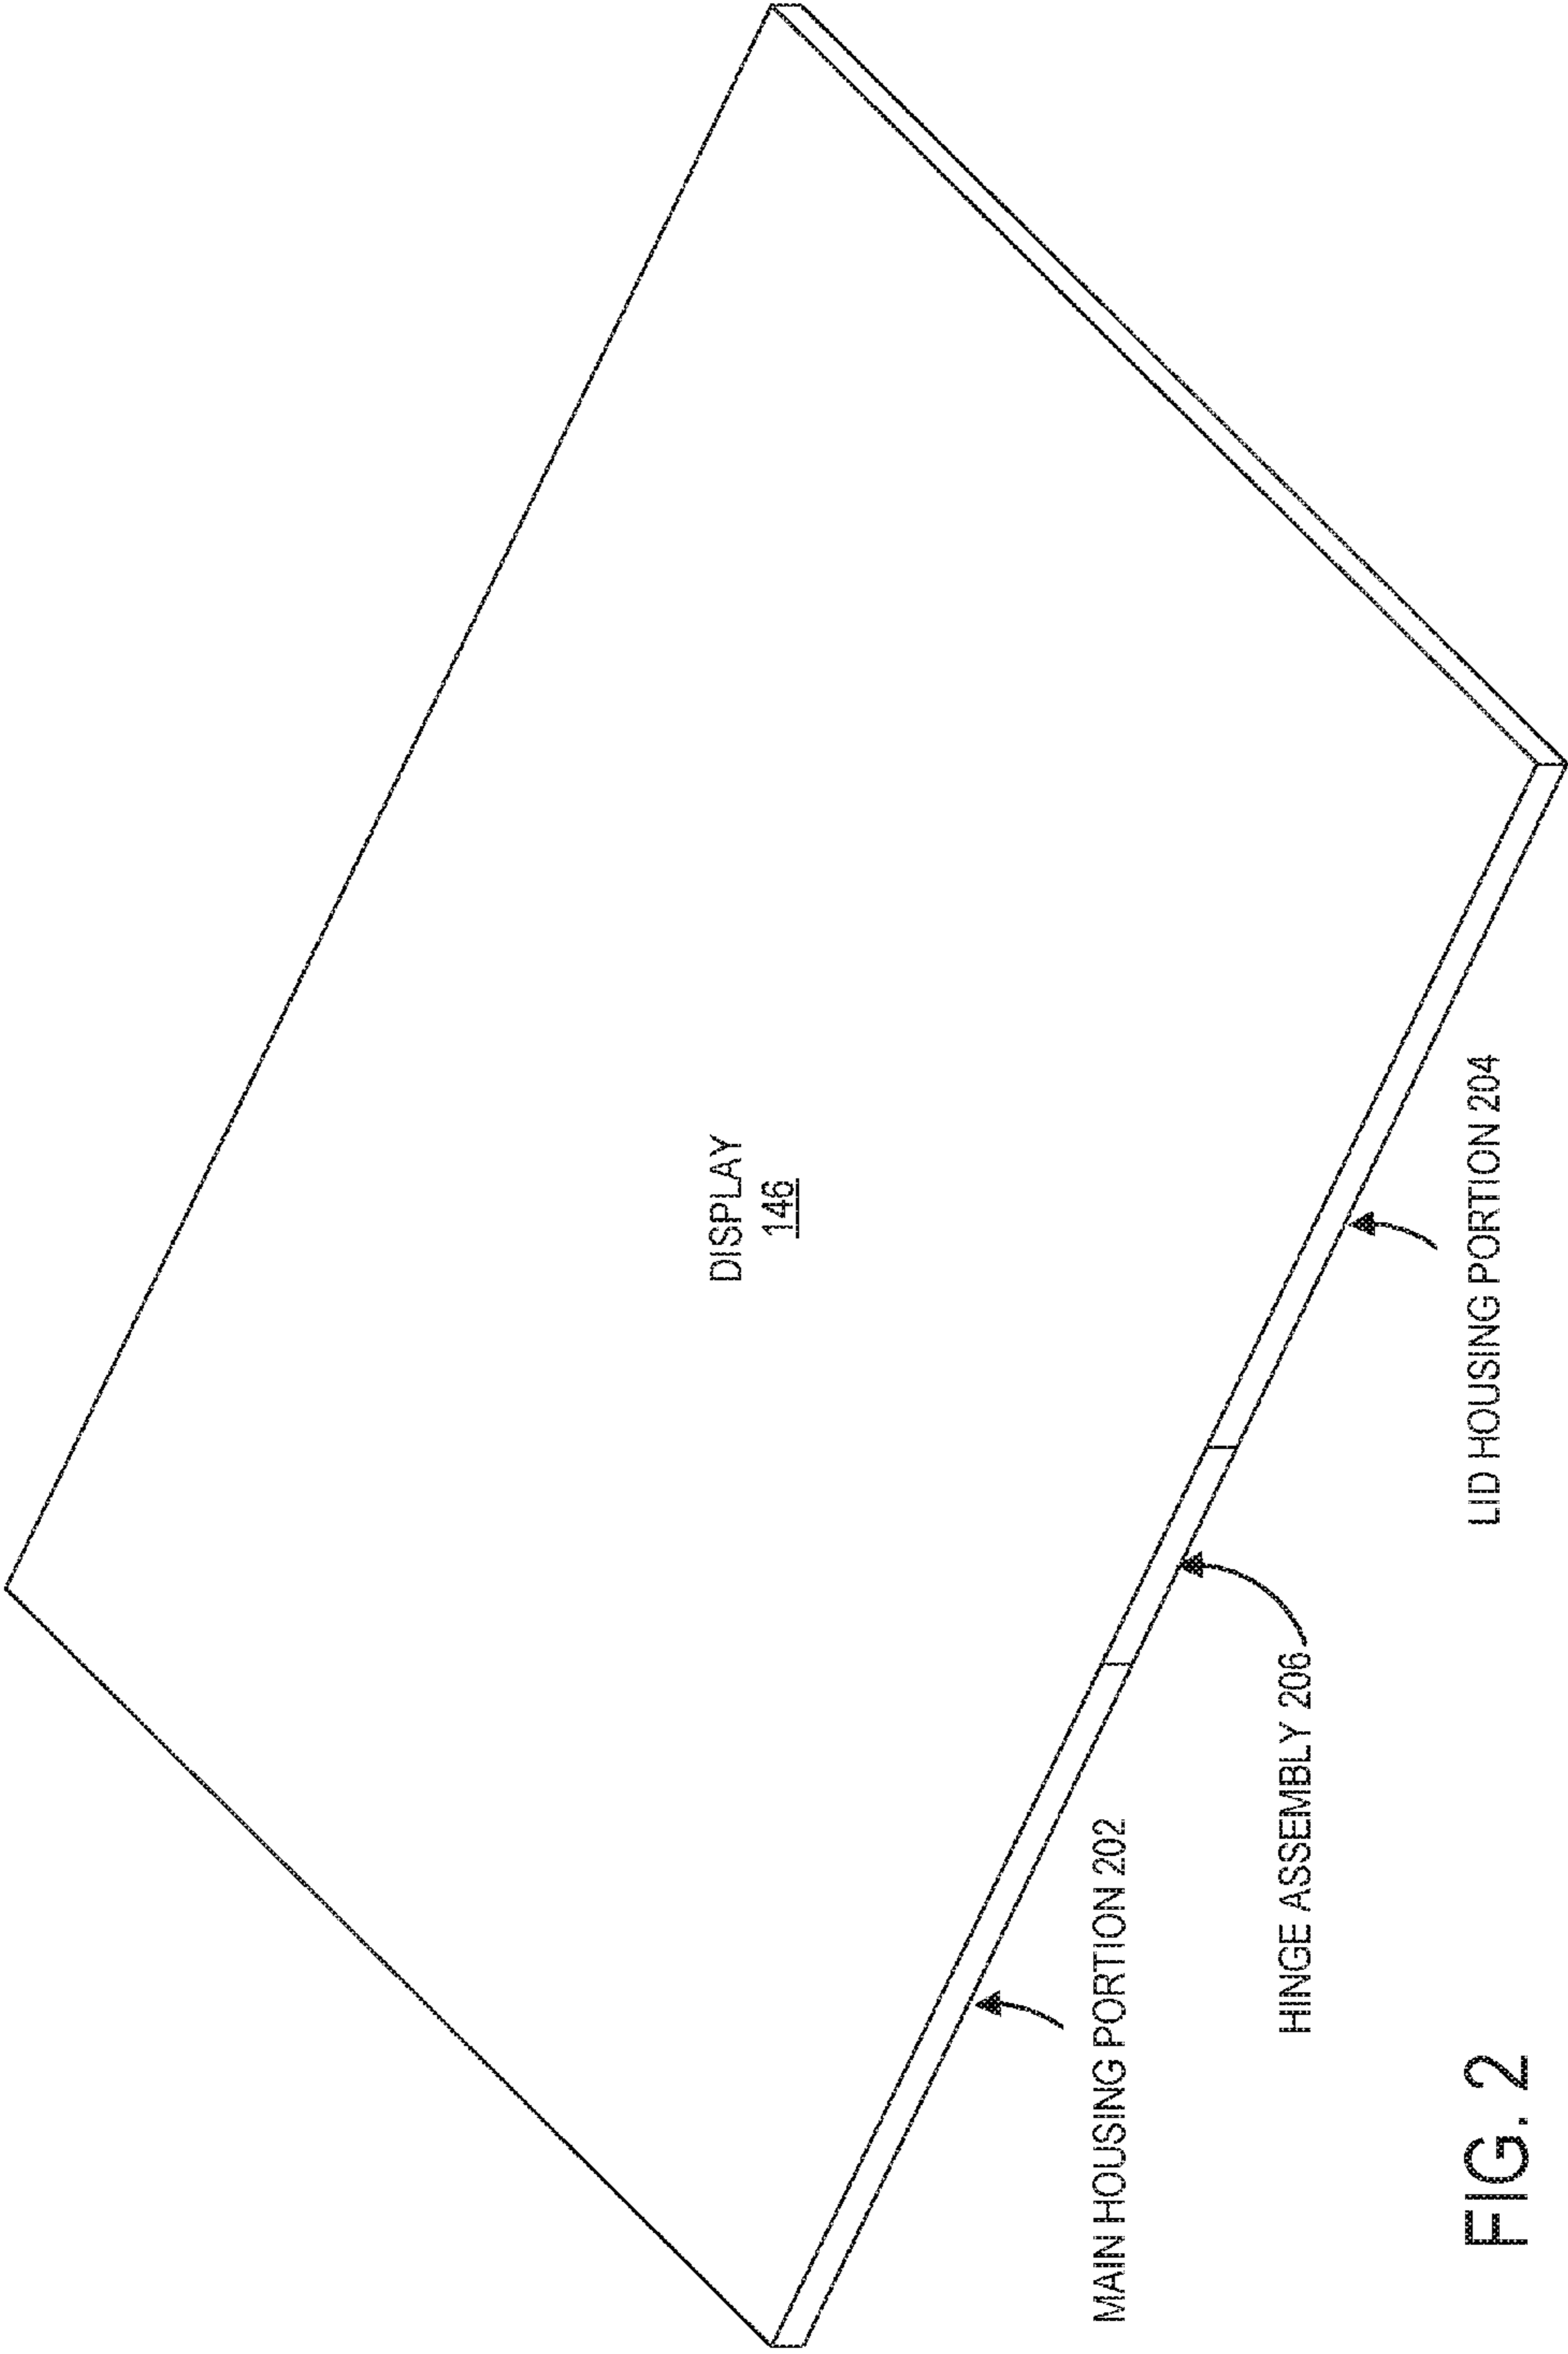 DISPLAY
146
MAIN HOUSING PORTION 202
HINGE ASSEMBLY 206
LID HOUSING PORTION 204
FIG. 2